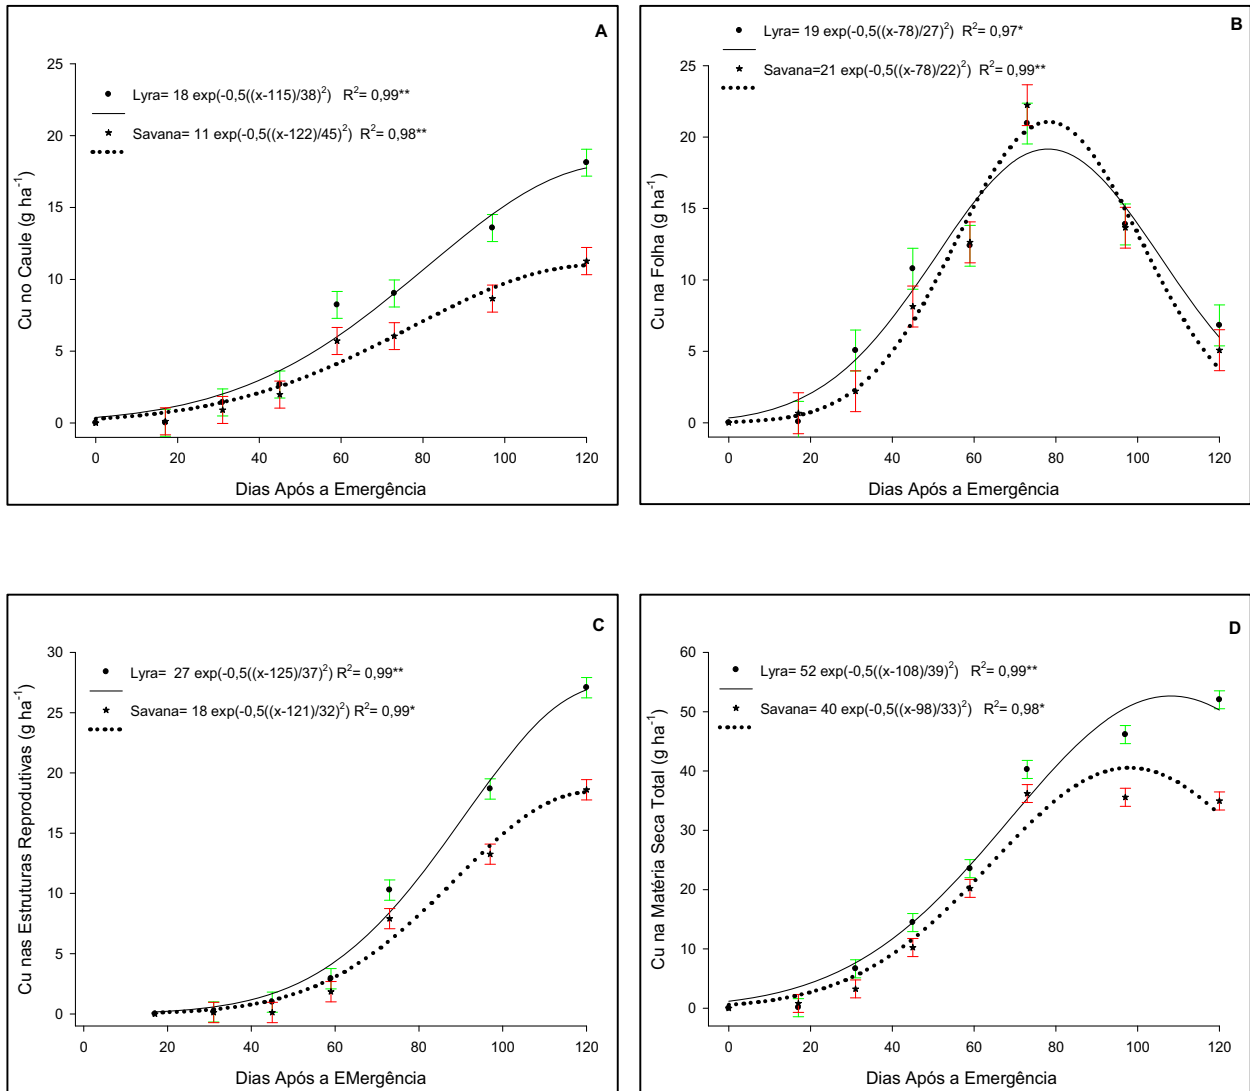 A
Lyra= 18 exp(-0,5((x-115)/38)²) R²= 0,99**
Savana= 11 exp(-0,5((x-122)/45)²) R²= 0,98**
Cu no Caule (g ha⁻¹)
25
20
15
10
5
0
0 20 40 60 80 100 120
Dias Após a Emergência
B
Lyra= 19 exp(-0,5((x-78)/27)²) R²= 0,97*
Savana=21 exp(-0,5((x-78)/22)²) R²= 0,99**
Cu na Folha (g ha⁻¹)
25
20
15
10
5
0
0 20 40 60 80 100 120
Dias Após a Emergência
C
Lyra= 27 exp(-0,5((x-125)/37)²) R²= 0,99**
Savana= 18 exp(-0,5((x-121)/32)²) R²= 0,99*
Cu nas Estruturas Reprodutivas (g ha⁻¹)
30
25
20
15
10
5
0
0 20 40 60 80 100 120
Dias Após a EMergência
D
Lyra= 52 exp(-0,5((x-108)/39)²) R²= 0,99**
Savana= 40 exp(-0,5((x-98)/33)²) R²= 0,98*
Cu na Matéria Seca Total (g ha⁻¹)
60
50
40
30
20
10
0
0 20 40 60 80 100 120
Dias Após a Emergência